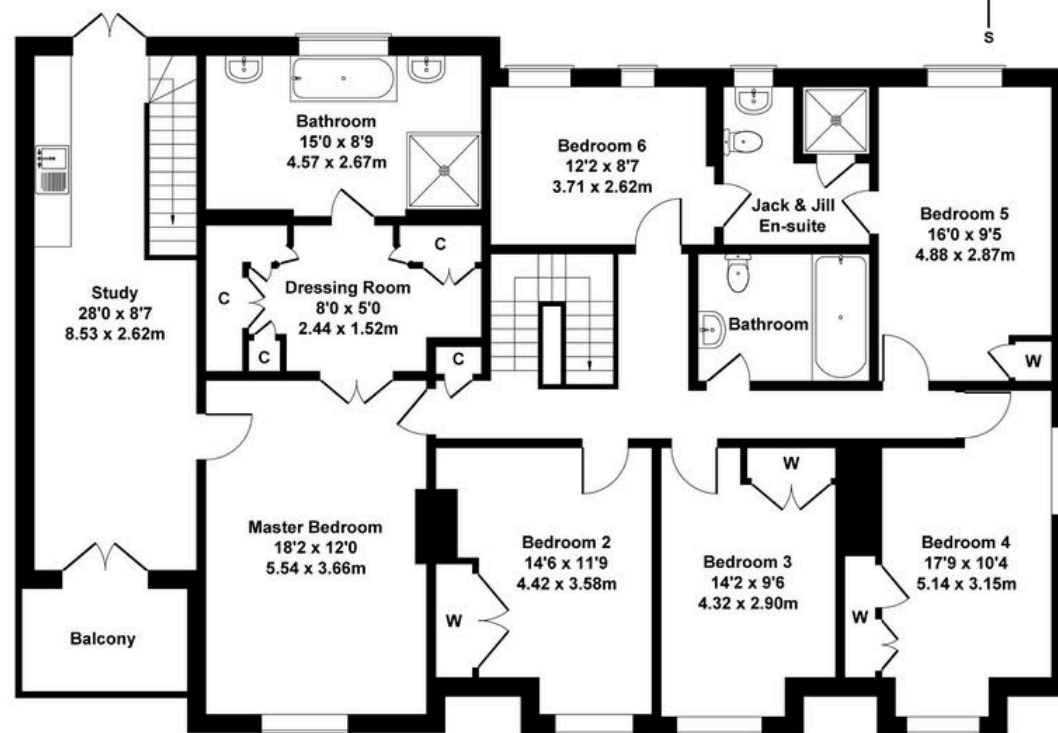 S
Bathroom
15'0 x 8'9
4.57 x 2.67m
Bedroom 6
12'2 x 8'7
3.71 x 2.62m
Jack & Jill
En-suite
Bedroom 5
16'0 x 9'5
4.88 x 2.87m
Study
28'0 x 8'7
8.53 x 2.62m
C
C
Dressing Room
8'0 x 5'0
2.44 x 1.52m
C
C
Bathroom
W
Master Bedroom
18'2 x 12'0
5.54 x 3.66m
Bedroom 2
14'6 x 11'9
4.42 x 3.58m
W
W
Bedroom 3
14'2 x 9'6
4.32 x 2.90m
Bedroom 4
17'9 x 10'4
5.14 x 3.15m
W
Balcony